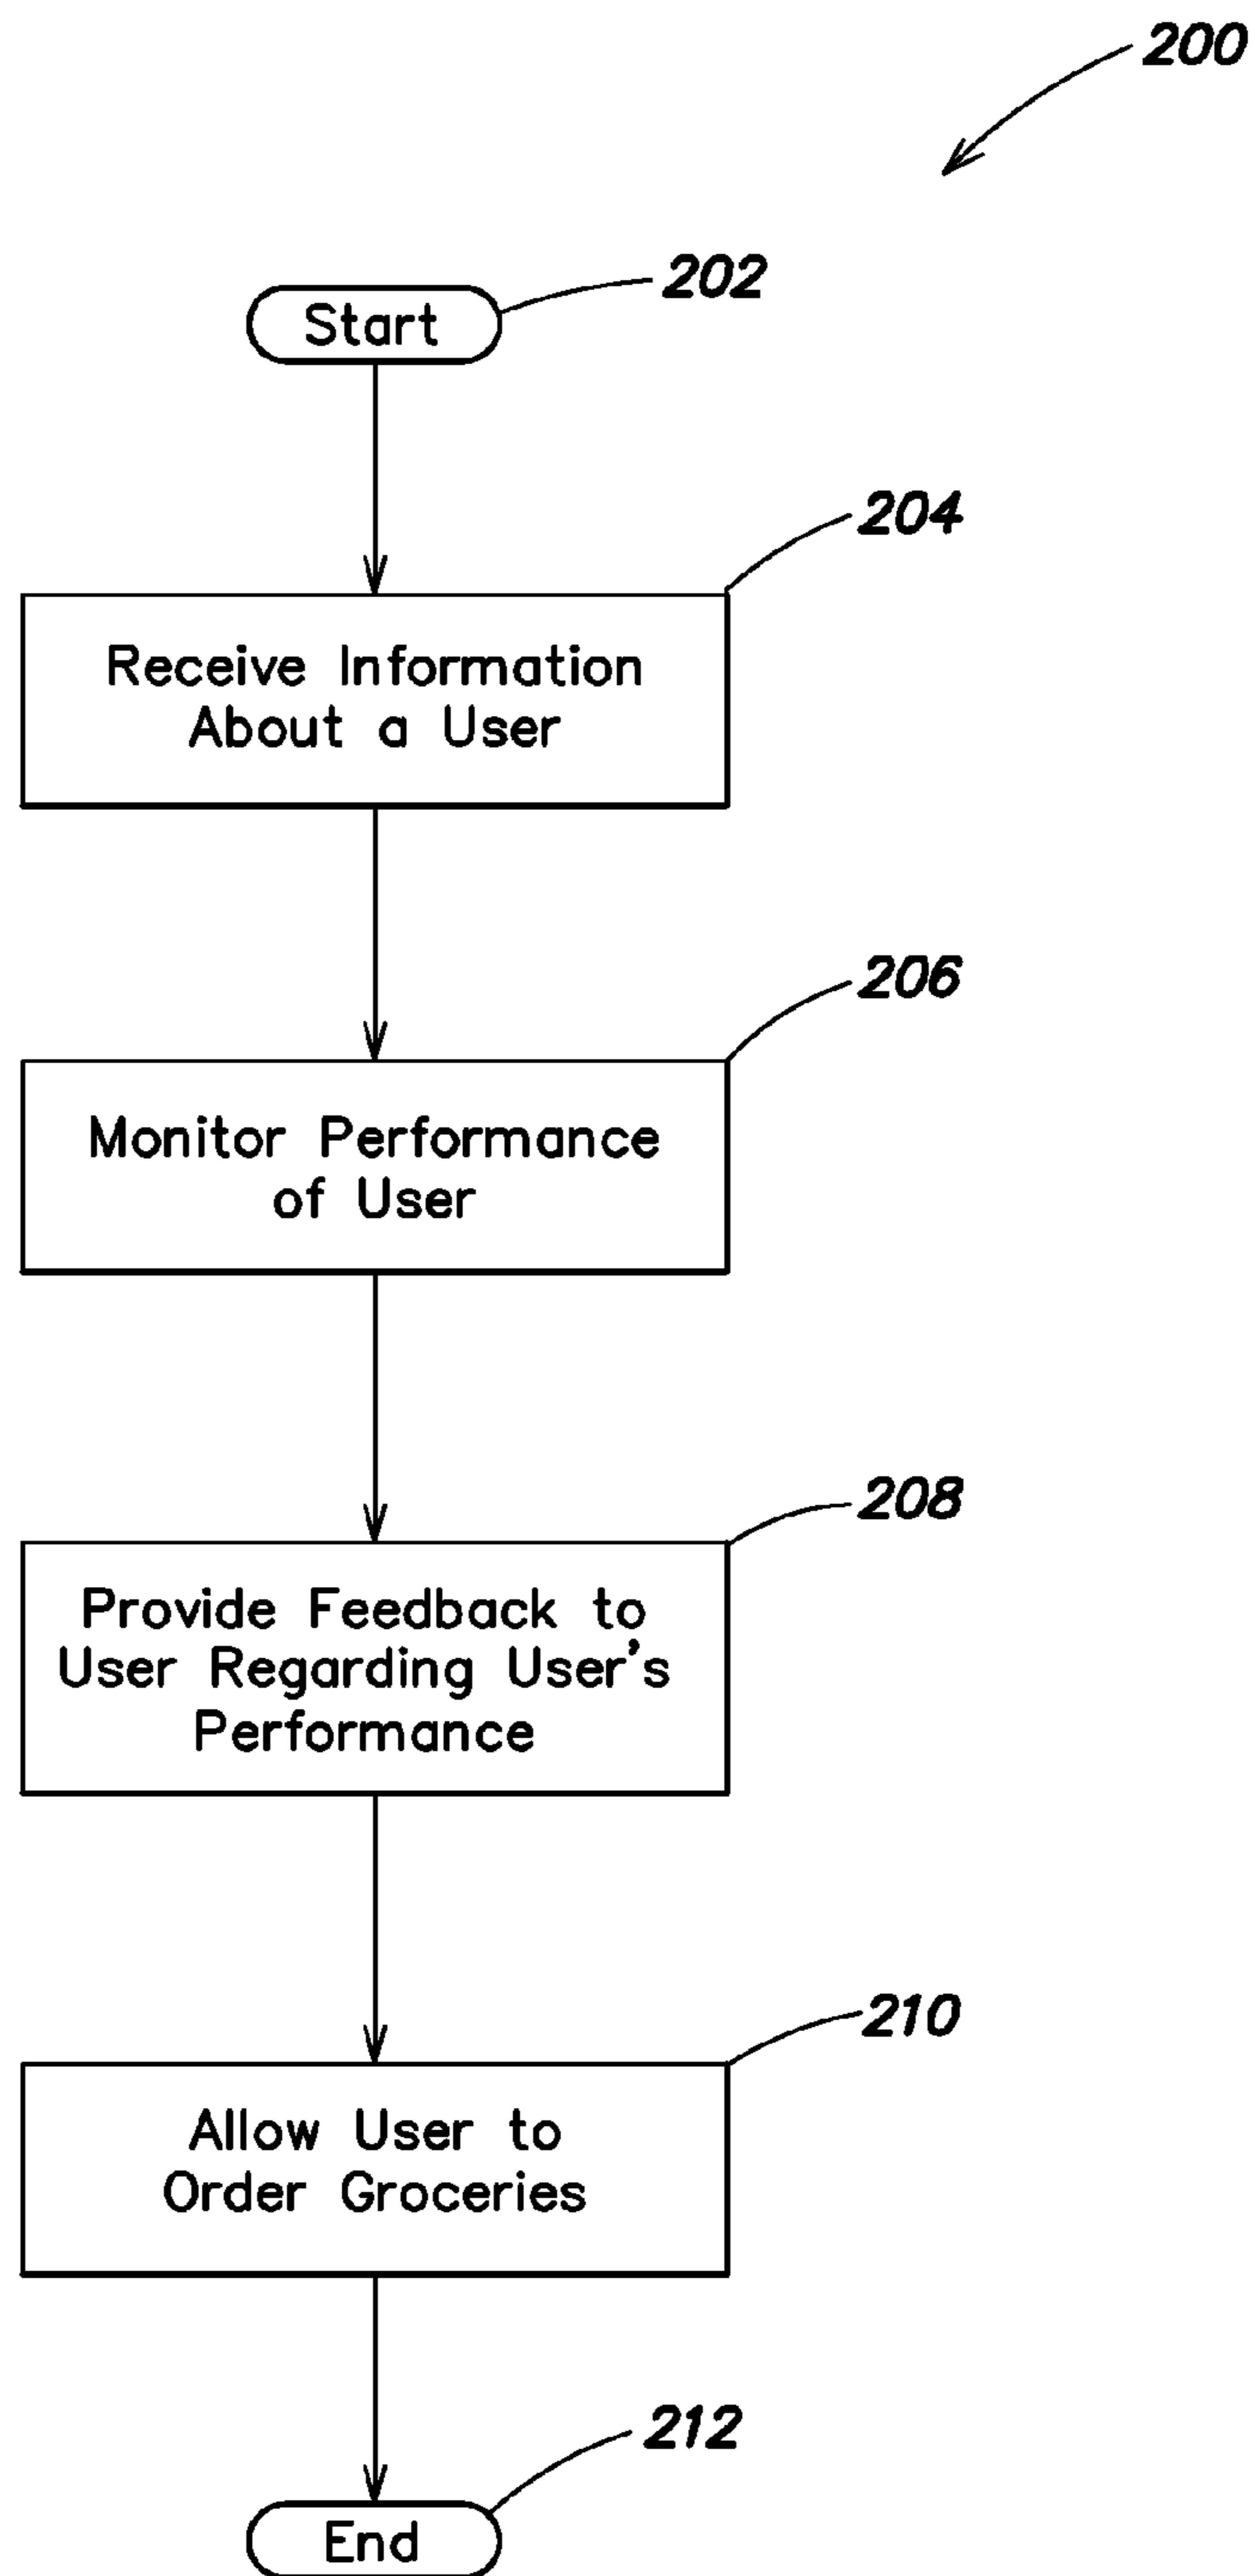 200
202
Start
204
Receive Information
About a User
206
Monitor Performance
of User
208
Provide Feedback to
User Regarding User's
Performance
210
Allow User to
Order Groceries
212
End